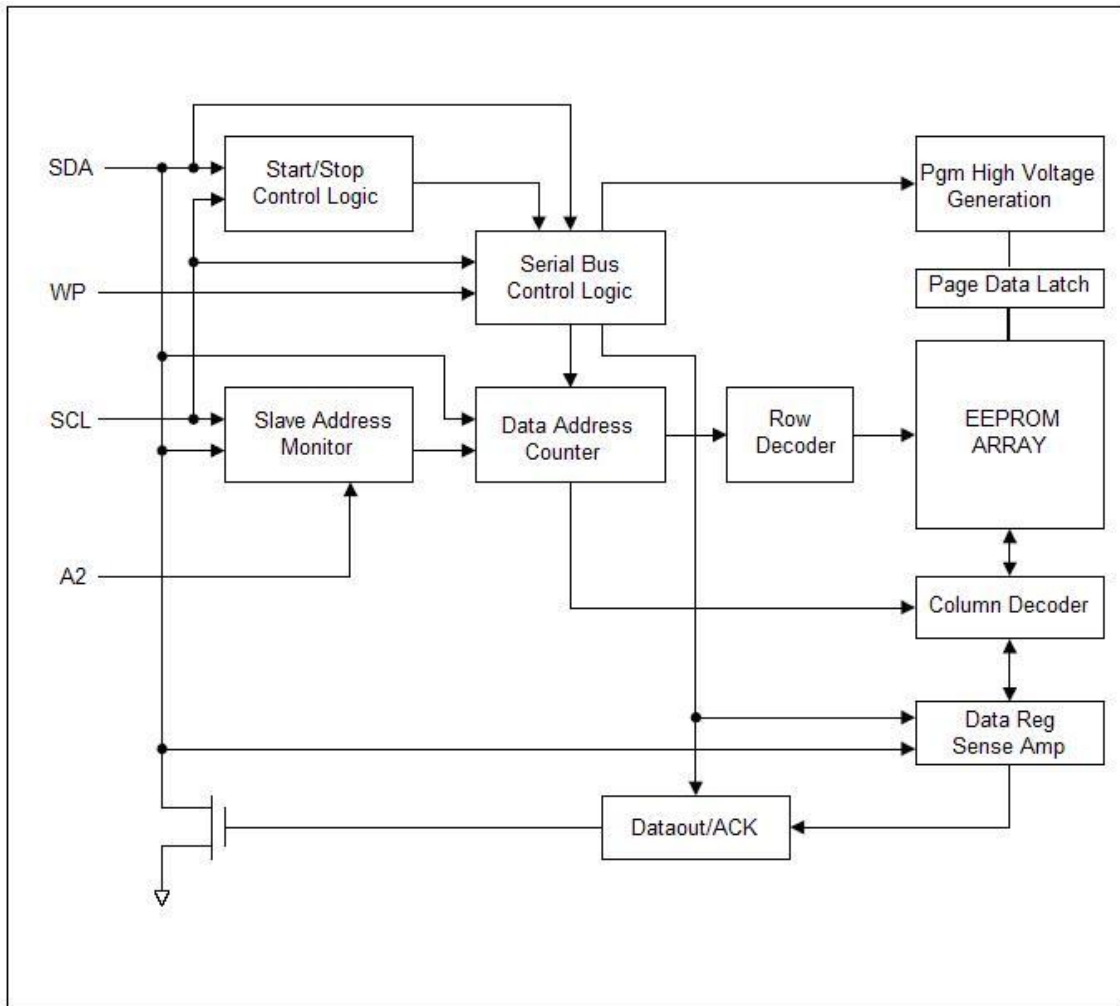 SDA
Start/Stop
Control Logic
Pgm High Voltage
Generation
WP
Serial Bus
Control Logic
Page Data Latch
SCL
Slave Address
Monitor
Data Address
Counter
Row
Decoder
EEPROM
ARRAY
A2
Column Decoder
Data Reg
Sense Amp
Dataout/ACK